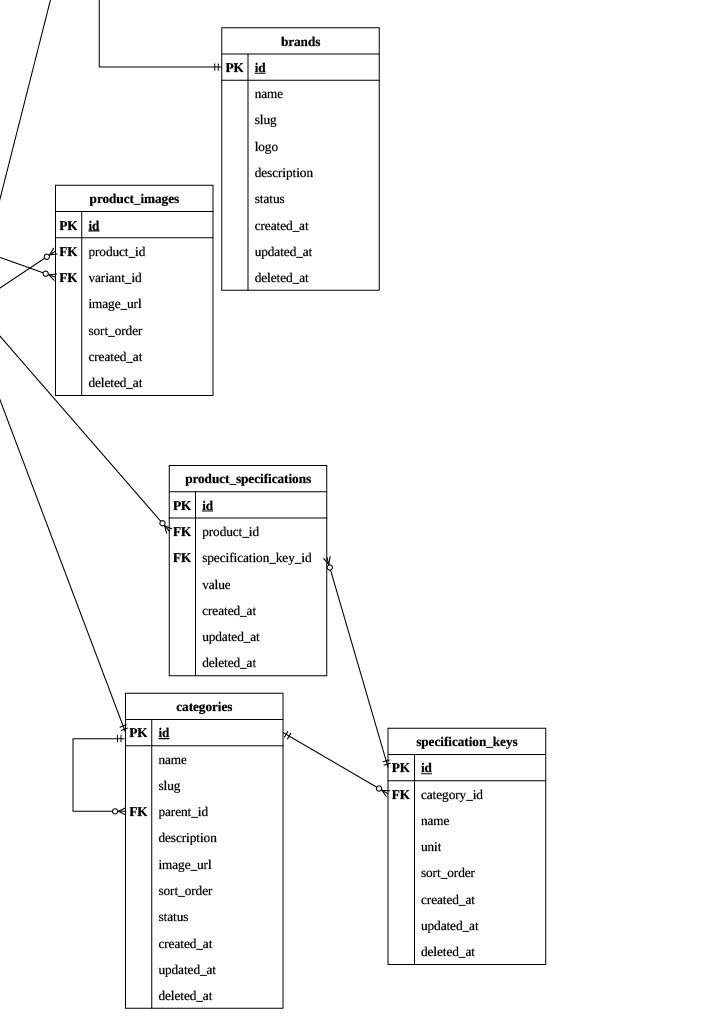 brands
PK id
name
slug
logo
description
status
created_at
updated_at
deleted_at
product_images
PK id
FK product_id
FK variant_id
image_url
sort_order
created_at
deleted_at
product_specifications
PK id
FK product_id
FK specification_key_id
value
created_at
updated_at
deleted_at
categories
PK id
name
slug
FK parent_id
description
image_url
sort_order
status
created_at
updated_at
deleted_at
specification_keys
PK id
FK category_id
name
unit
sort_order
created_at
updated_at
deleted_at